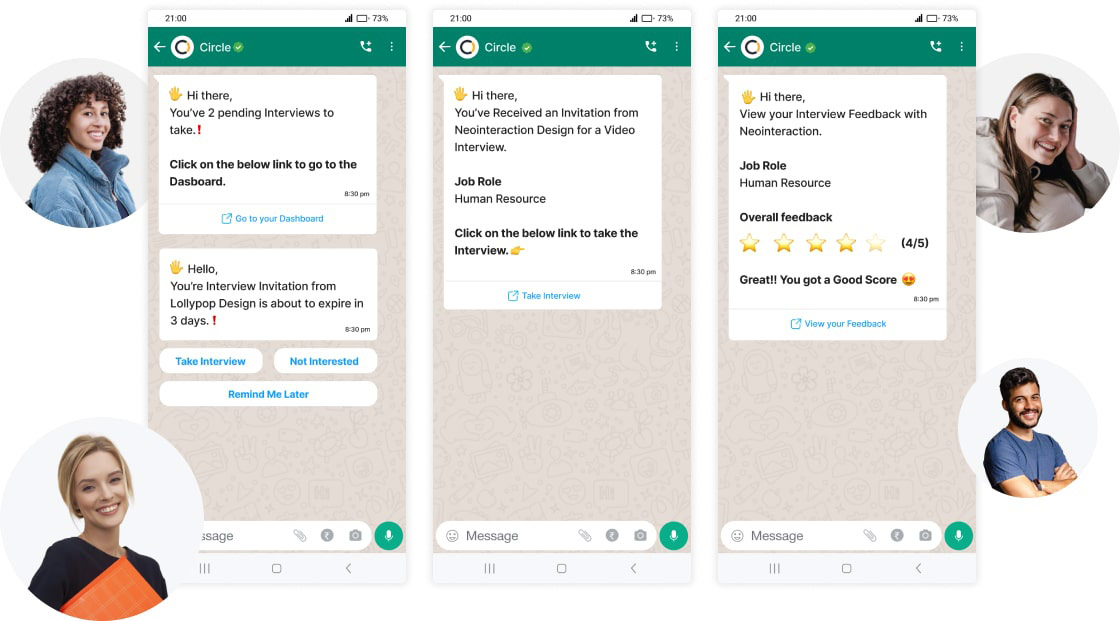 21:00
73%
Circle
Hi there,
You've 2 pending Interviews to
take.❗
Click on the below link to go to the
Dasboard.
8:30 pm
Go to your Dashboard
Hello,
You're Interview Invitation from
Lollypop Design is about to expire in
3 days.❗
8:30 pm
Take Interview
Not Interested
Remind Me Later
ssage
21:00
73%
Circle
Hi there,
You've Received an Invitation from
Neointeraction Design for a Video
Interview.
Job Role
Human Resource
Click on the below link to take the
Interview.
8:30 pm
Take Interview
Message
21:00
73%
Circle
Hi there,
View your Interview Feedback with
Neointeraction.
Job Role
Human Resource
Overall feedback
(4/5)
Great!! You got a Good Score
8:30 pm
View your Feedback
Message